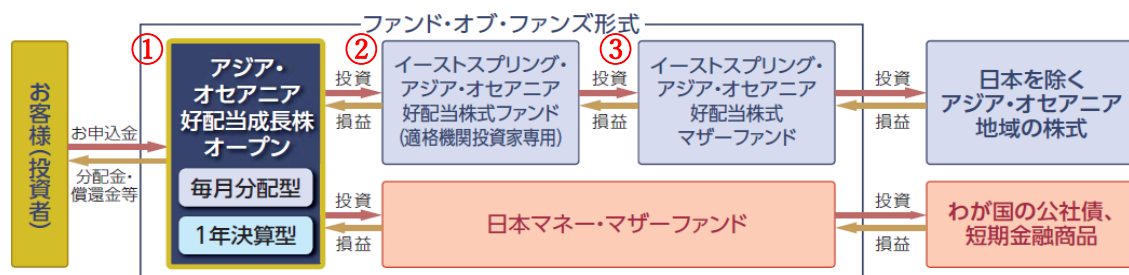 ファンド・オブ・ファンズ形式
お客様(投資者)
お申込金
分配金・
償還金等
①
アジア・
オセアニア
好配当成長株
オープン
毎月分配型
1年決算型
投資
損益
②
イーストスプリング・
アジア・オセアニア
好配当株式ファンド
(適格機関投資家専用)
投資
損益
③
イーストスプリング・
アジア・オセアニア
好配当株式
マザーファンド
投資
損益
日本を除く
アジア・オセアニア
地域の株式
投資
損益
日本マネー・マザーファンド
投資
損益
わが国の公社債、
短期金融商品